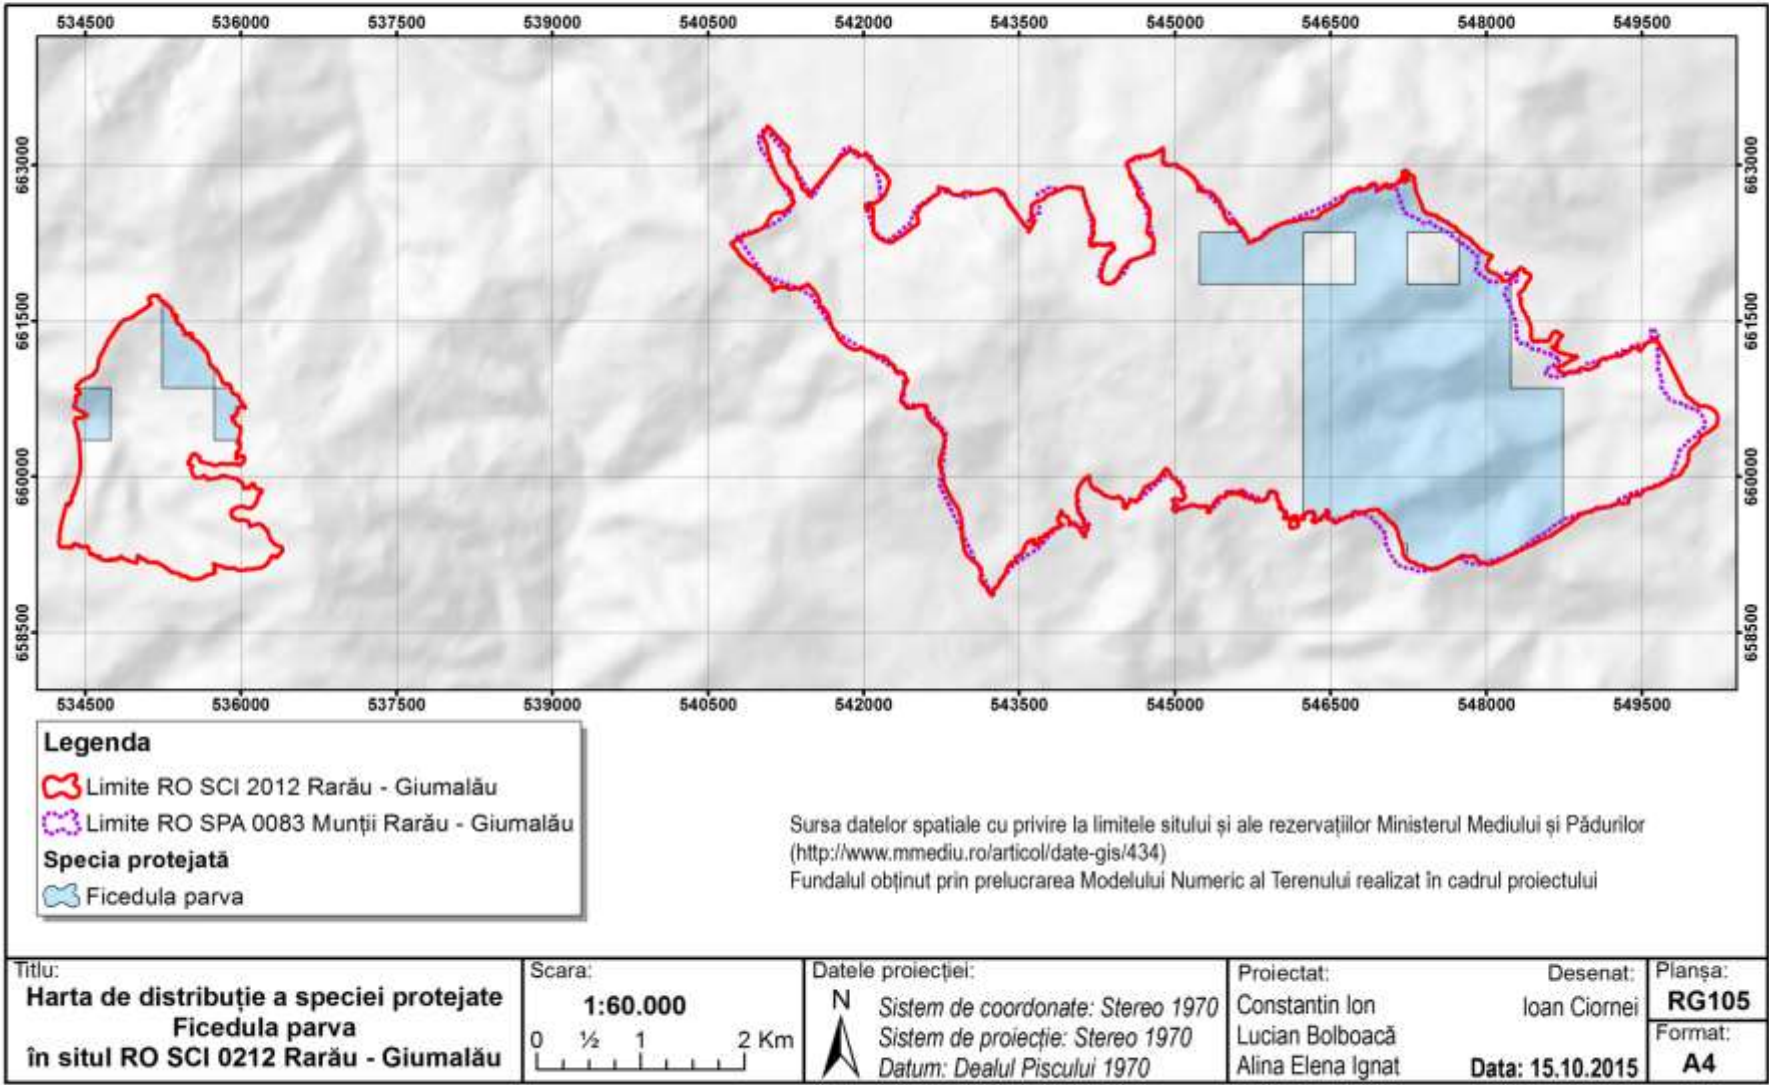 534500 536000 537500 539000 540500 542000 543500 545000 546500 548000 549500
663000 663000
661500 661500
660000 660000
658500 658500
534500 536000 537500 539000 540500 542000 543500 545000 546500 548000 549500
Legenda
Limite RO SCI 2012 Rarău - Giumalău
Limite RO SPA 0083 Munții Rarău - Giumalău
Specia protejată
Ficedula parva
Sursa datelor spatiale cu privire la limitele sitului și ale rezervațiilor Ministerul Mediului și Pădurilor
(http://www.mmediu.ro/articol/date-gis/434)
Fundalul obținut prin prelucrarea Modelului Numeric al Terenului realizat în cadrul proiectului
Titlu:
Harta de distribuție a speciei protejate
Ficedula parva
în situl RO SCI 0212 Rarău - Giumalău
Scara:
1:60.000
0 ½ 1 2 Km
Datele proiecției:
N
Sistem de coordonate: Stereo 1970
Sistem de proiecție: Stereo 1970
Datum: Dealul Piscului 1970
Proiectat:
Constantin Ion
Lucian Bolboacă
Alina Elena Ignat
Desenat:
Ioan Ciornei
Data: 15.10.2015
Planșa:
RG105
Format:
A4